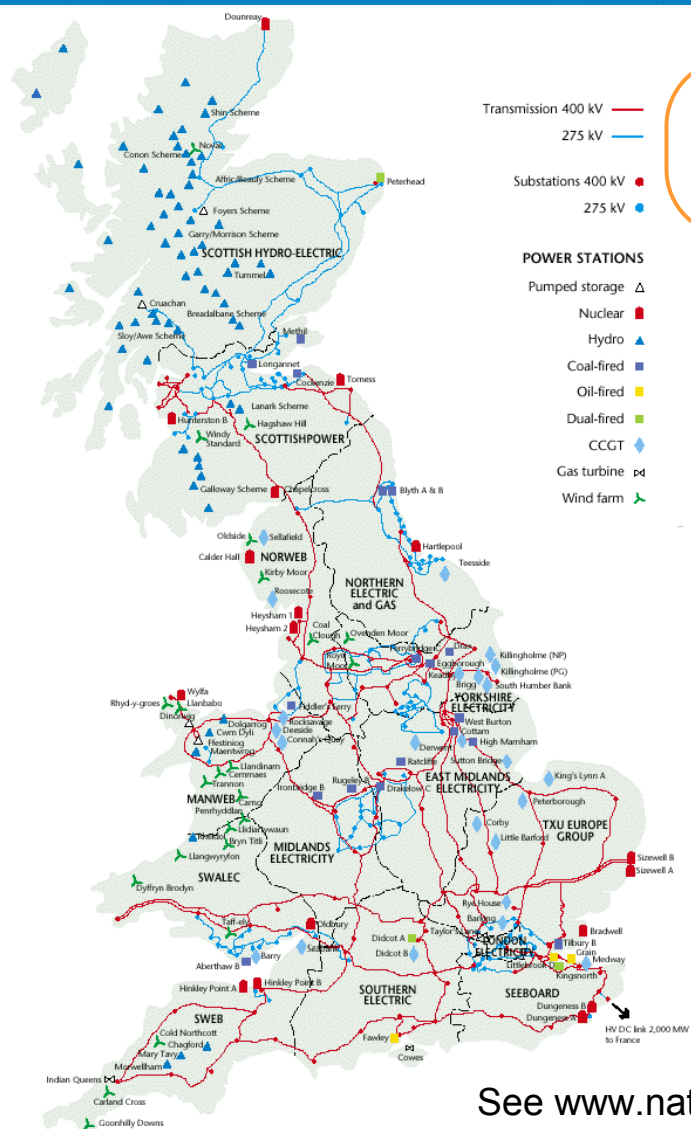 Dounreay
Transmission 400 kV
275 kV
Substations 400 kV
275 kV
POWER STATIONS
Pumped storage
Nuclear
Hydro
Coal-fired
Oil-fired
Dual-fired
CCGT
Gas turbine
Wind farm
Shin Scheme
Novar
Conon Scheme
Affric/Beauly Scheme
Peterhead
Foyers Scheme
Garry/Morrison Scheme
SCOTTISH HYDRO-ELECTRIC
Tummel
Cruachan
Breadalbane Scheme
Sloy/Awe Scheme
Methil
Longannet
Cockenzie
Torness
Lanark Scheme
Hunterston B
Hagshaw Hill
Windy
Standard
SCOTTISHPOWER
Galloway Scheme
Chapelcross
Blyth A & B
Oldside
Sellafield
Hartlepool
Calder Hall
NORWEB
Teesside
Kirby Moor
NORTHERN
ELECTRIC
and GAS
Roosecote
Heysham 1
Heysham 2
Coal
Clough
Ovenden Moor
Royd
Moor
Ferrybridge
Drax
Eggborough
Killingholme (NP)
Keadby
Killingholme (PG)
Brigg
South Humber Bank
YORKSHIRE
ELECTRICITY
Wylfa
Rhyd-y-groes
Llanbabo
Dinorwig
Dolgarrog
Cwm Dyli
Ffestiniog
Maentwrog
Fiddler's Ferry
Rocksavage
Deeside
Connah's Quay
West Burton
Cottam
High Marnham
Derwent
Ratcliffe
Sutton Bridge
Llandinam
Cemmaes
Trannon
Ironbridge B
Rugeley B
Drakelow C
EAST MIDLANDS
ELECTRICITY
King's Lynn A
MANWEB
Carno
Penrhyddlan
Peterborough
Llidiartywaun
Rheidol
Bryn Titli
Corby
Little Barford
TXU EUROPE
GROUP
Llangwyryfon
MIDLANDS
ELECTRICITY
Sizewell B
Sizewell A
SWALEC
Dyffryn Brodyn
Rye House
Barking
Taff-ely
Oldbury
Didcot A
Taylor's Lane
Bradwell
Tilbury B
LONDON
ELECTRICITY
Grain
Medway
Barry
Seabank
Didcot B
Aberthaw B
Littlebrook D
Kingsnorth
Hinkley Point A
Hinkley Point B
SOUTHERN
ELECTRIC
SEEBOARD
Dungeness B
Dungeness A
SWEB
Cold Northcott
Chagford
Mary Tavy
Morwellham
HV DC link 2,000 MW
to France
Fawley
Cowes
Indian Queens
Carland Cross
Goonhilly Downs
See www.nat